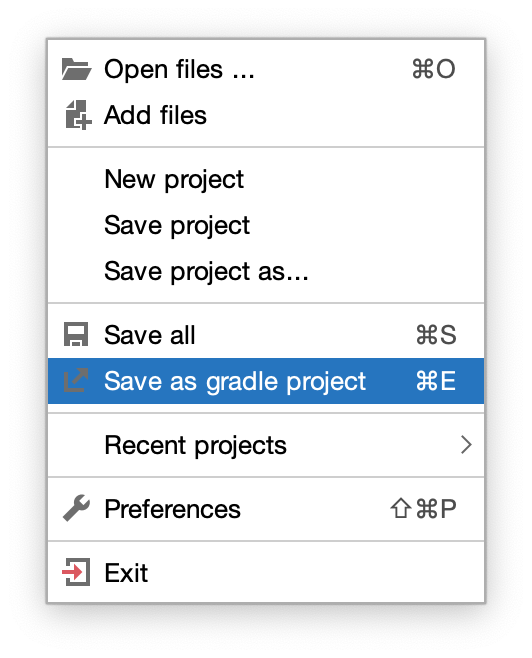 Open files ... ⌘O
Add files
New project
Save project
Save project as...
Save all ⌘S
Save as gradle project ⌘E
Recent projects
Preferences ⇧⌘P
Exit